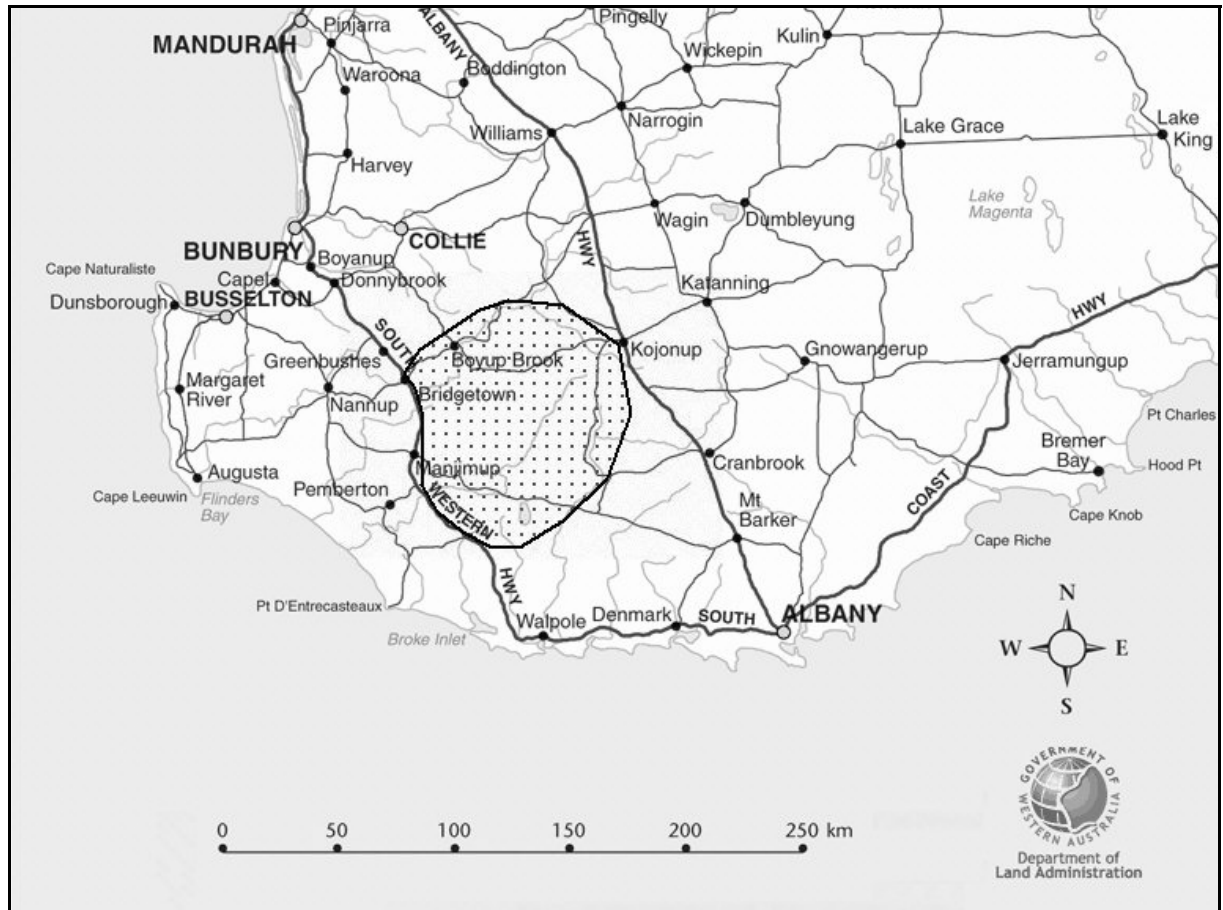 Pingelly
ALBANY
Pinjarra
MANDURAH
Kulin
Wickepin
Waroona
Boddington
Williams
Narrogin
Lake Grace
Lake
King
Harvey
Lake
Magenta
Wagin
Dumbleyung
HWY
COLLIE
BUNBURY
Boyanup
Cape Naturaliste
Capel
Donnybrook
Katanning
Dunsborough
BUSSELTON
HWY
SOUTH
Kojonup
Gnowangerup
Greenbushes
Boyup Brook
Jerramungup
Margaret
River
Nannup
Bridgetown
Pt Charles
Bremer
Bay
Cranbrook
Hood Pt
Augusta
Manjimup
Cape Leeuwin
Flinders
Bay
Pemberton
WESTERN
Mt
Barker
COAST
Cape Knob
Cape Riche
HWY
Pt D'Entrecasteaux
Walpole
Denmark
SOUTH
ALBANY
Broke Inlet
N
W
E
S
GOVERNMENT OF
WESTERN AUSTRALIA
0 50 100 150 200 250 km
Department of
Land Administration